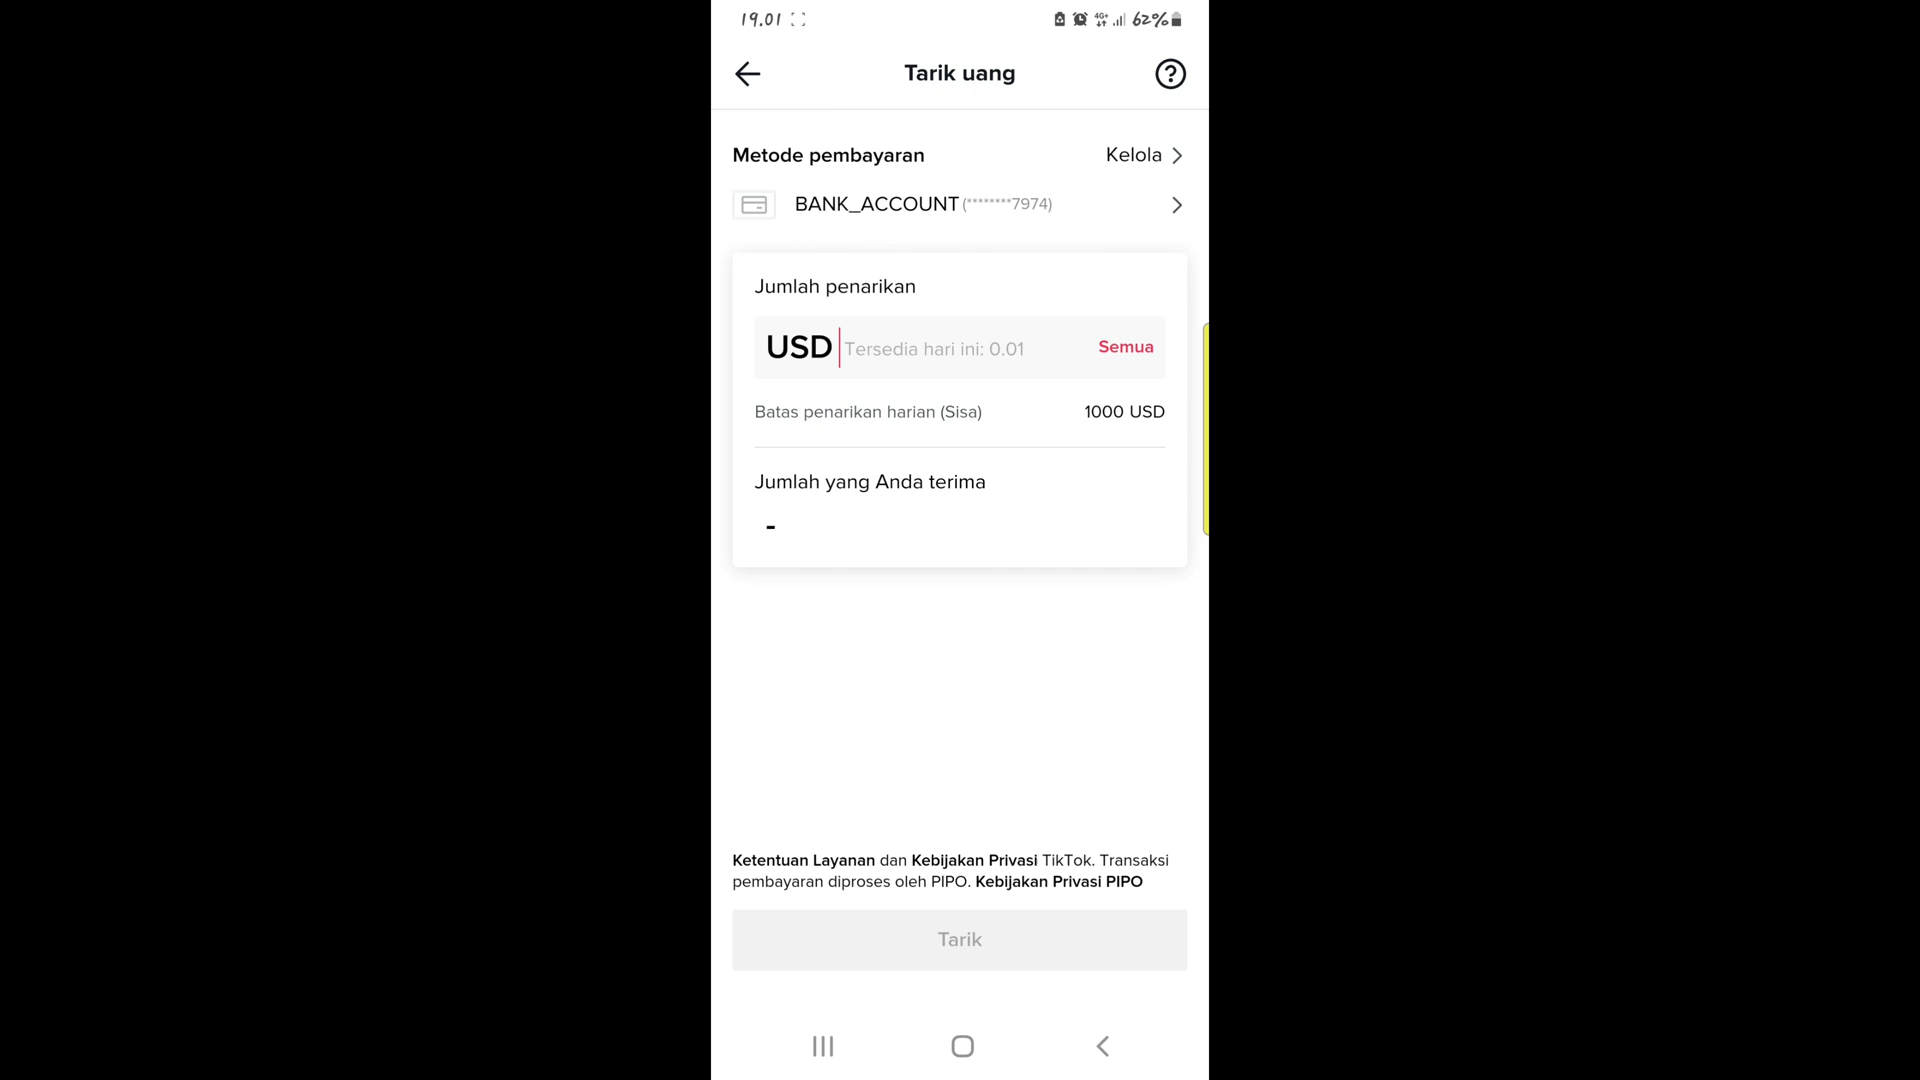 19.01 4G+ 62%
Tarik uang
Metode pembayaran Kelola
BANK_ACCOUNT (********7974)
Jumlah penarikan
USD Tersedia hari ini: 0.01 Semua
Batas penarikan harian (Sisa) 1000 USD
Jumlah yang Anda terima
-
Ketentuan Layanan dan Kebijakan Privasi TikTok. Transaksi
pembayaran diproses oleh PIPO. Kebijakan Privasi PIPO
Tarik